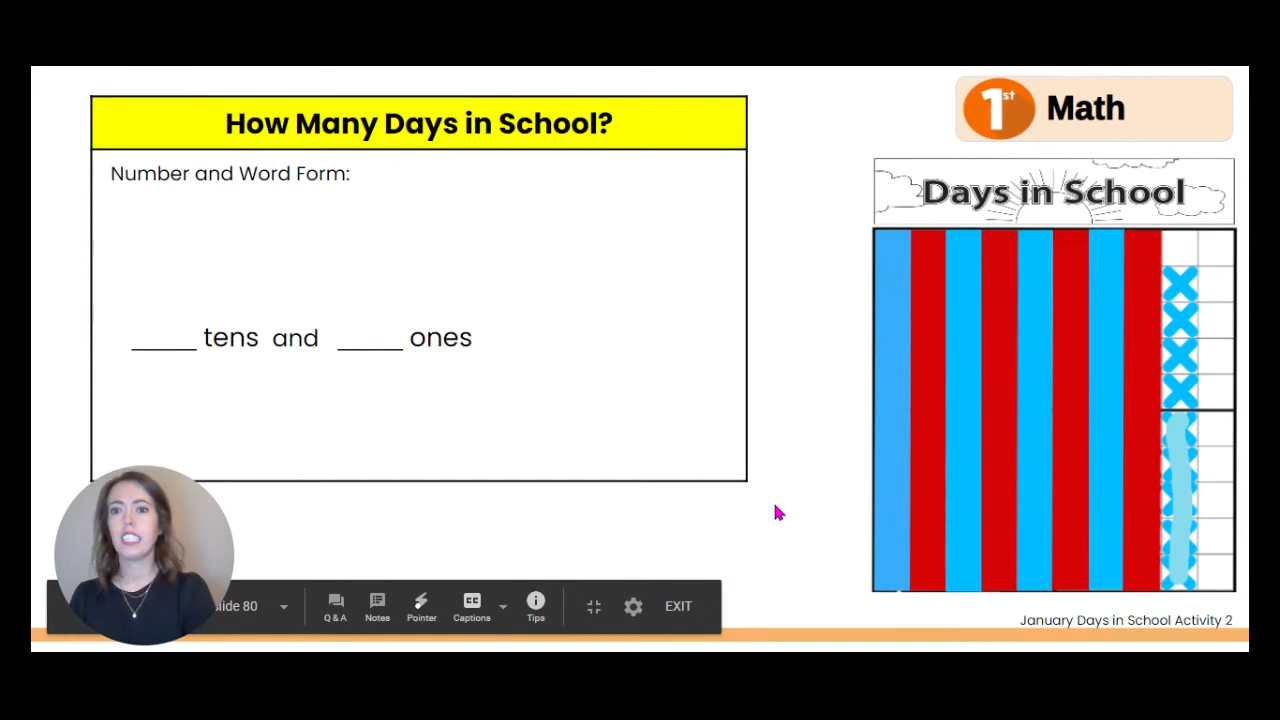 How Many Days in School?
Number and Word Form:
_____ tens and _____ ones
1st Math
Days in School
lide 80
Q & A
Notes
Pointer
CC
Captions
Tips
EXIT
January Days in School Activity 2